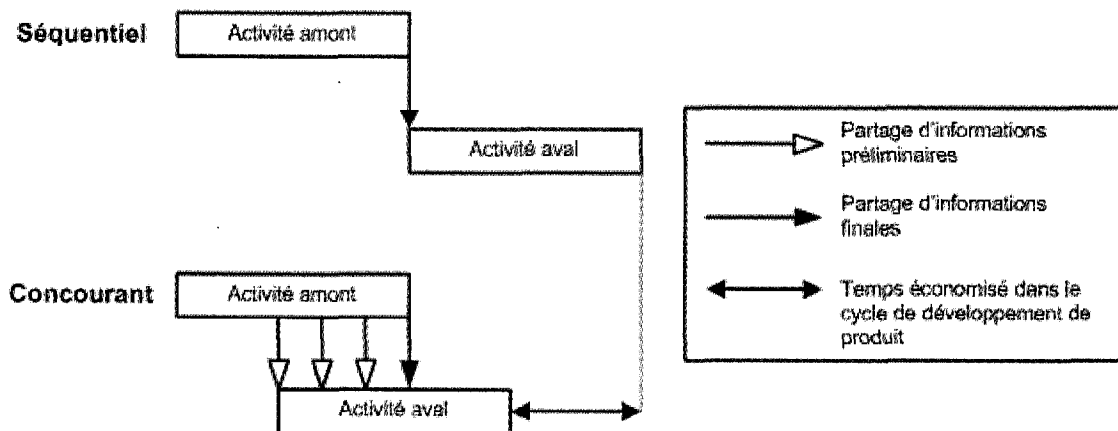 Séquentiel
Activité amont
Activité aval
Partage d'informations
préliminaires
Partage d'informations
finales
Concourant
Activité amont
Temps économisé dans le
cycle de développement de
produit
Activité aval